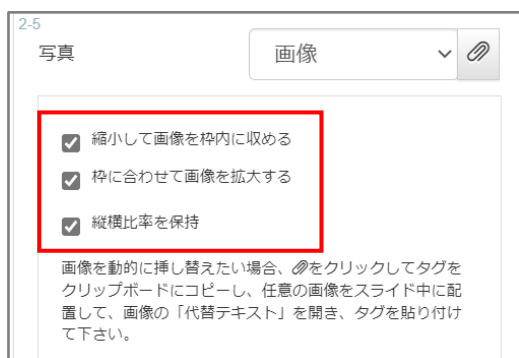 2-5
写真
画像
縮小して画像を枠内に収める
枠に合わせて画像を拡大する
縦横比率を保持
画像を動的に挿し替えたい場合、をクリックしてタグを
クリップボードにコピーし、任意の画像をスライド中に配
置して、画像の「代替テキスト」を開き、タグを貼り付け
て下さい。